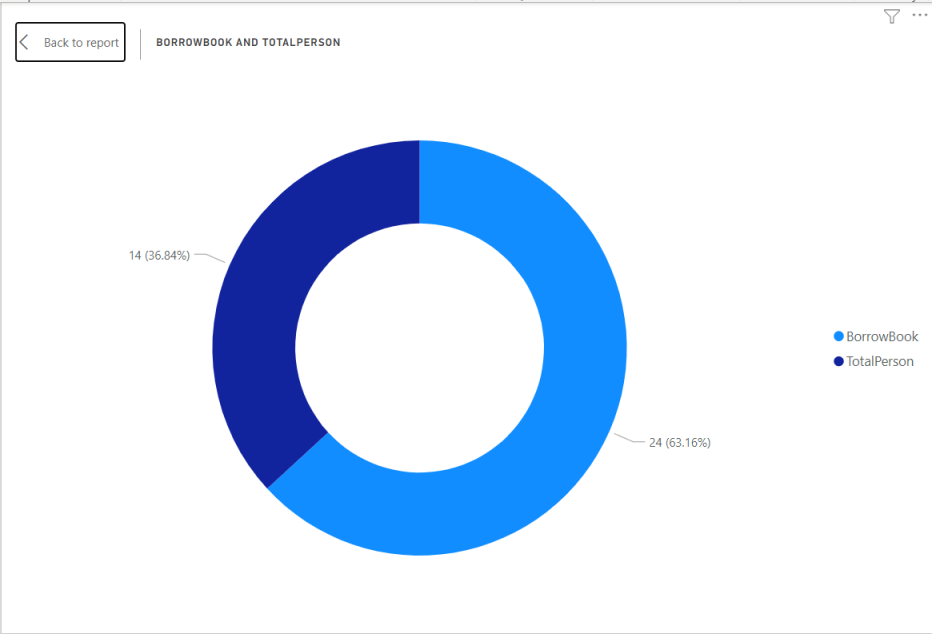 Back to report
BORROWBOOK AND TOTALPERSON
14 (36.84%)
BorrowBook
TotalPerson
24 (63.16%)